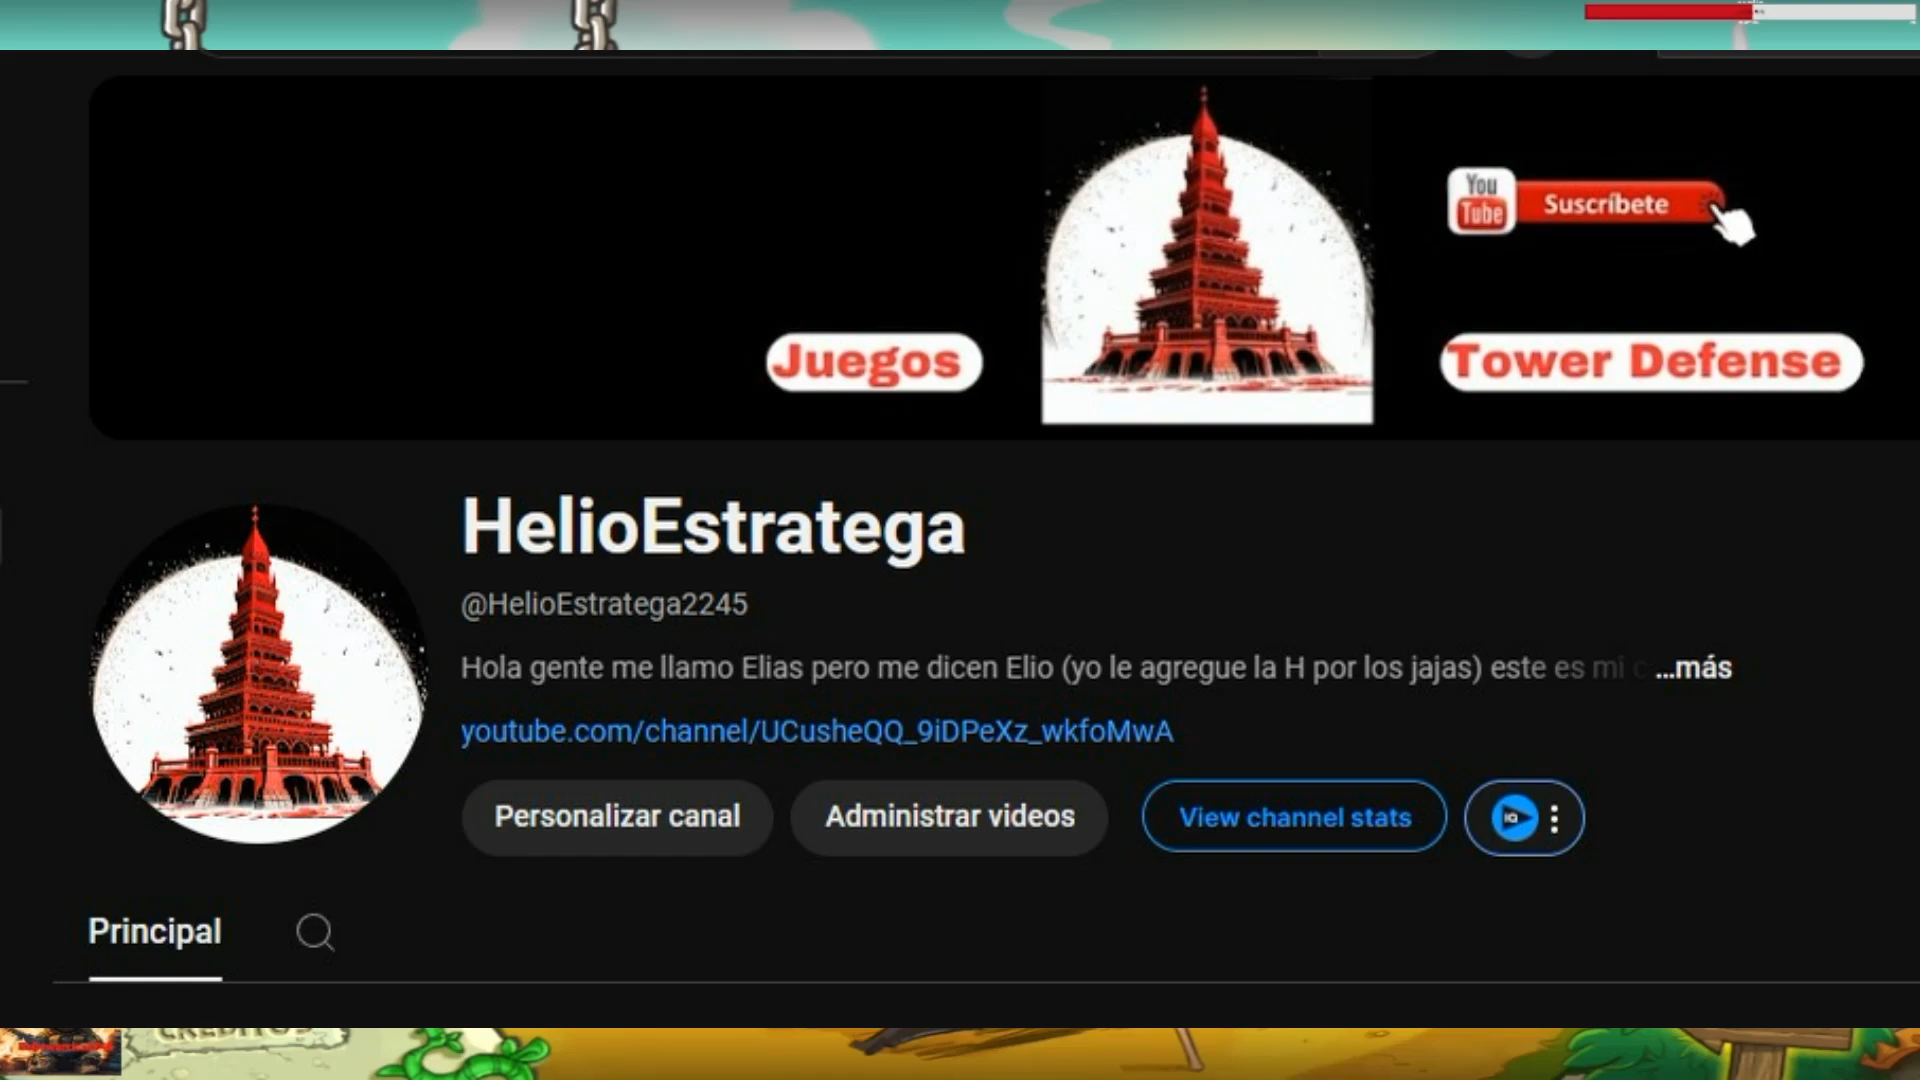 You
Tube
Suscríbete
Juegos
Tower Defense
HelioEstratega
@HelioEstratega2245
Hola gente me llamo Elias pero me dicen Elio (yo le agregue la H por los jajas) este es mi c ...más
youtube.com/channel/UCusheQQ_9iDPeXz_wkfoMwA
Personalizar canal
Administrar videos
View channel stats
IQ
Principal